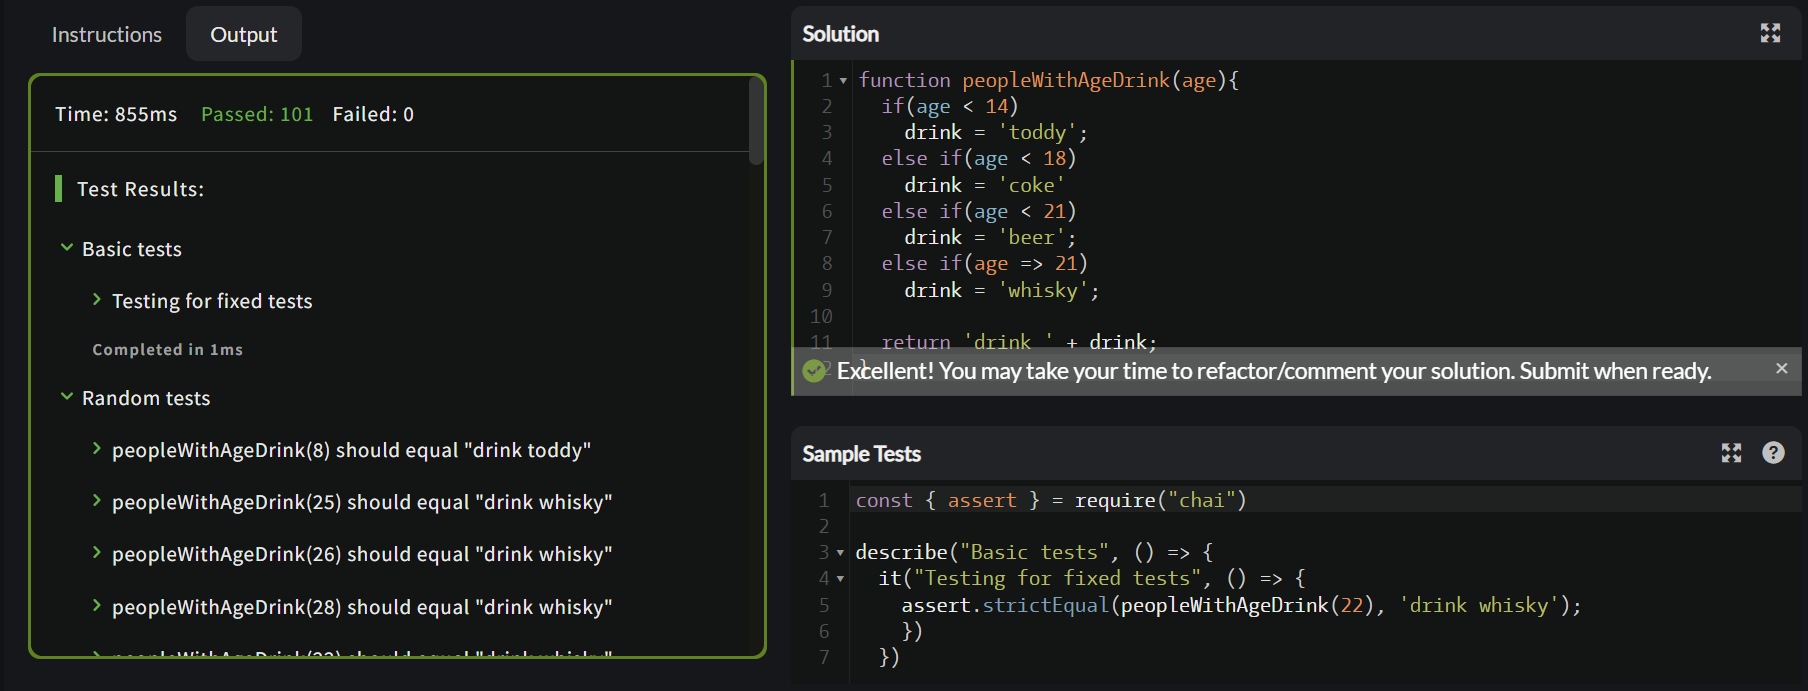 Instructions
Output
Time: 855ms Passed: 101 Failed: 0
Test Results:
Basic tests
Testing for fixed tests
Completed in 1ms
Random tests
peopleWithAgeDrink(8) should equal "drink toddy"
peopleWithAgeDrink(25) should equal "drink whisky"
peopleWithAgeDrink(26) should equal "drink whisky"
peopleWithAgeDrink(28) should equal "drink whisky"
Solution
1 function peopleWithAgeDrink(age){
2 if(age < 14)
3 drink = 'toddy';
4 else if(age < 18)
5 drink = 'coke'
6 else if(age < 21)
7 drink = 'beer';
8 else if(age => 21)
9 drink = 'whisky';
10
11 return 'drink ' + drink;
}
Excellent! You may take your time to refactor/comment your solution. Submit when ready. ×
Sample Tests
?
1 const { assert } = require("chai")
2
3 describe("Basic tests", () => {
4 it("Testing for fixed tests", () => {
5 assert.strictEqual(peopleWithAgeDrink(22), 'drink whisky');
6 })
7 })